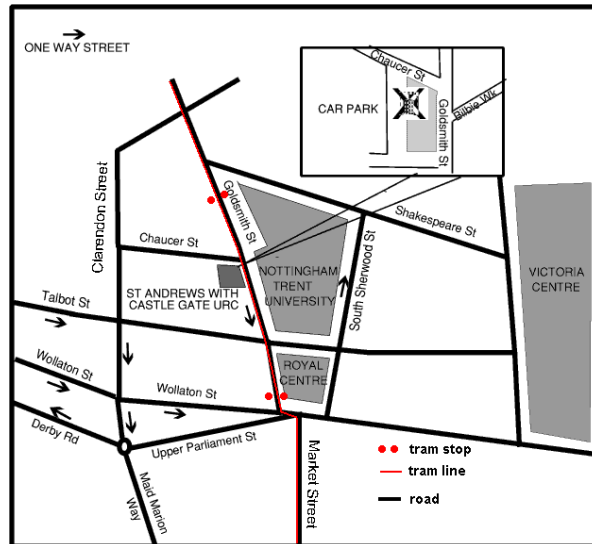 ONE WAY STREET
Chaucer St
CAR PARK
Goldsmith St
Bilbie Wk
Clarendon Street
Goldsmith St
Shakespeare St
Chaucer St
NOTTINGHAM
TRENT
UNIVERSITY
South Sherwood St
VICTORIA
CENTRE
ST ANDREWS WITH
CASTLE GATE URC
Talbot St
ROYAL
CENTRE
Wollaton St
Wollaton St
Derby Rd
Upper Parliament St
Maid Marion
Way
Market Street
tram stop
tram line
road